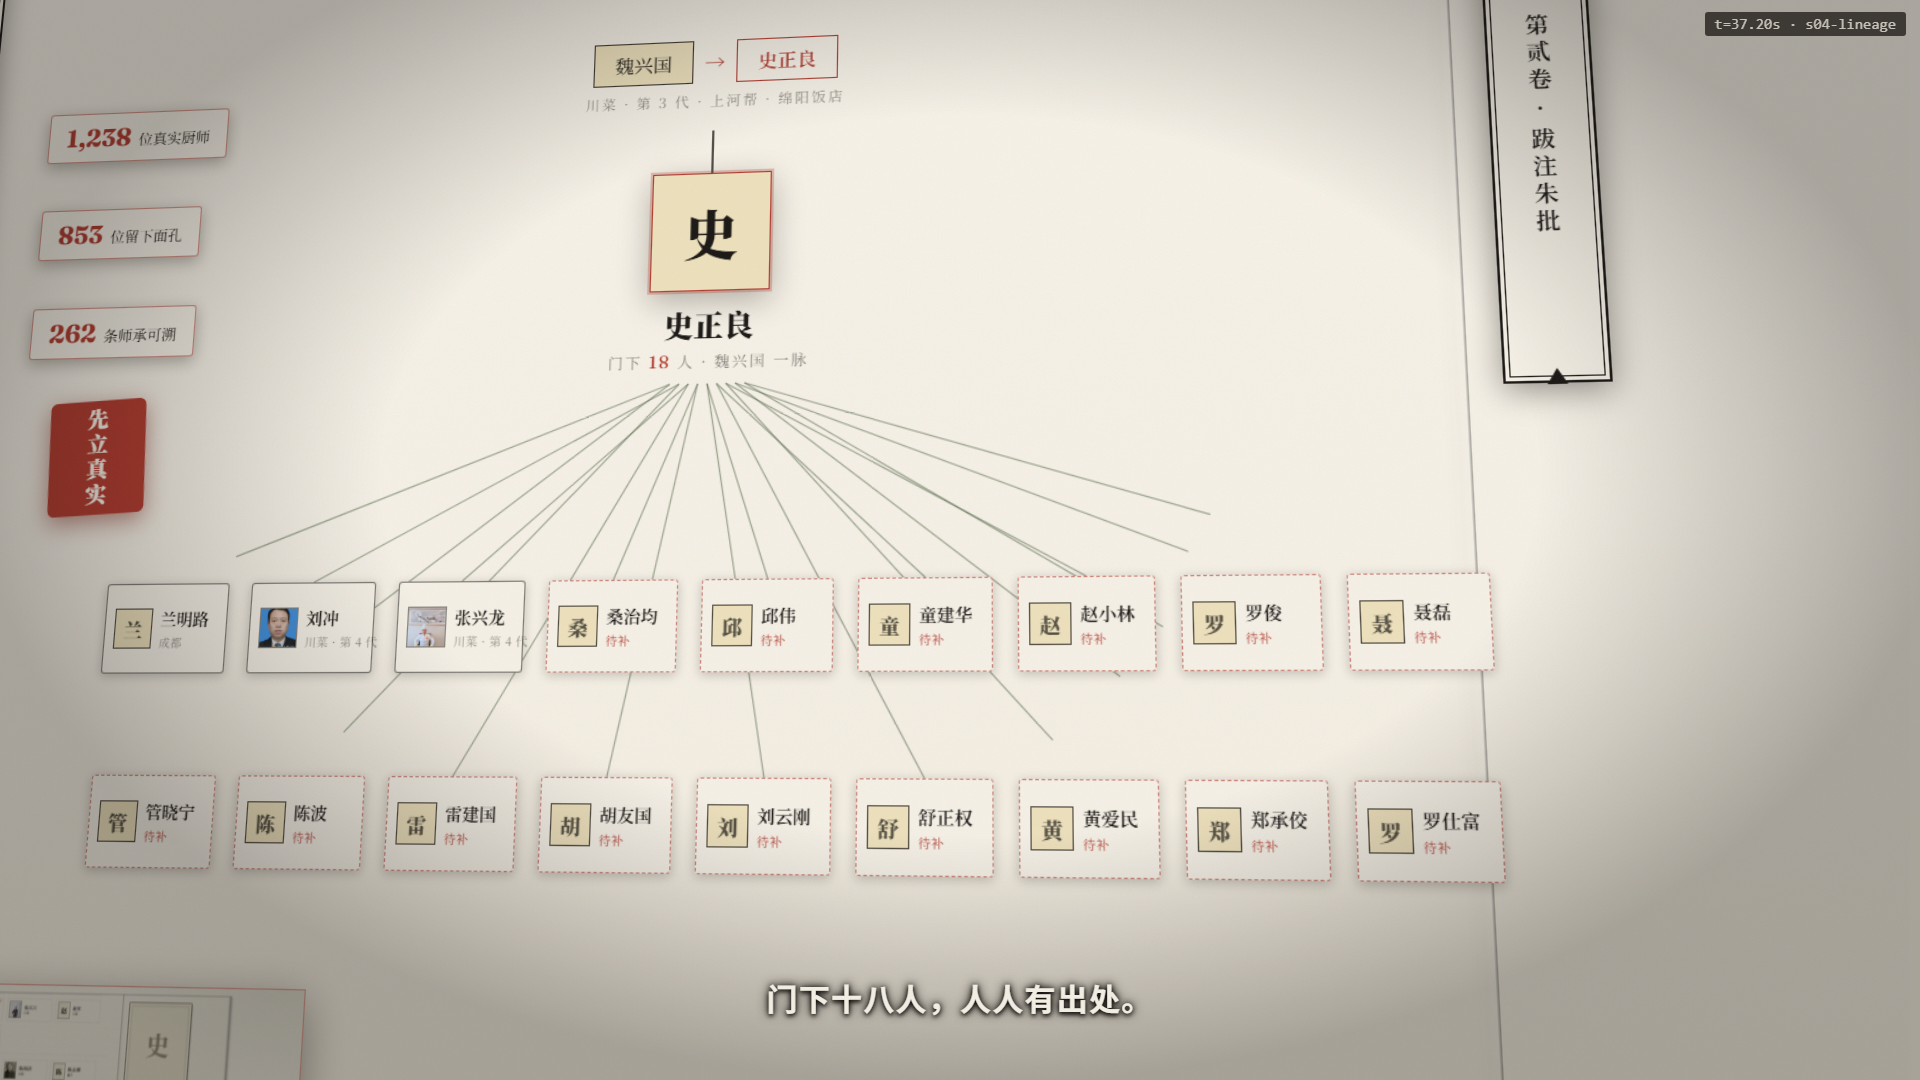 t=37.20s · s04-lineage
第贰卷·跋注朱批
魏兴国 → 史正良
川菜 · 第 3 代 · 上河帮 · 绵阳饭店
1,238 位真实厨师
853 位留下面孔
262 条师承可溯
先立真实
史
史正良
门下 18 人 · 魏兴国 一脉
兰 兰明路
成都
刘冲
川菜 · 第 4 代
张兴龙
川菜 · 第 4 代
桑 桑治均
待补
邱 邱伟
待补
童 童建华
待补
赵 赵小林
待补
罗 罗俊
待补
聂 聂磊
待补
管 管晓宁
待补
陈 陈波
待补
雷 雷建国
待补
胡 胡友国
待补
刘 刘云刚
待补
舒 舒正权
待补
黄 黄爱民
待补
郑 郑承佼
待补
罗 罗仕富
待补
史
门下十八人，人人有出处。